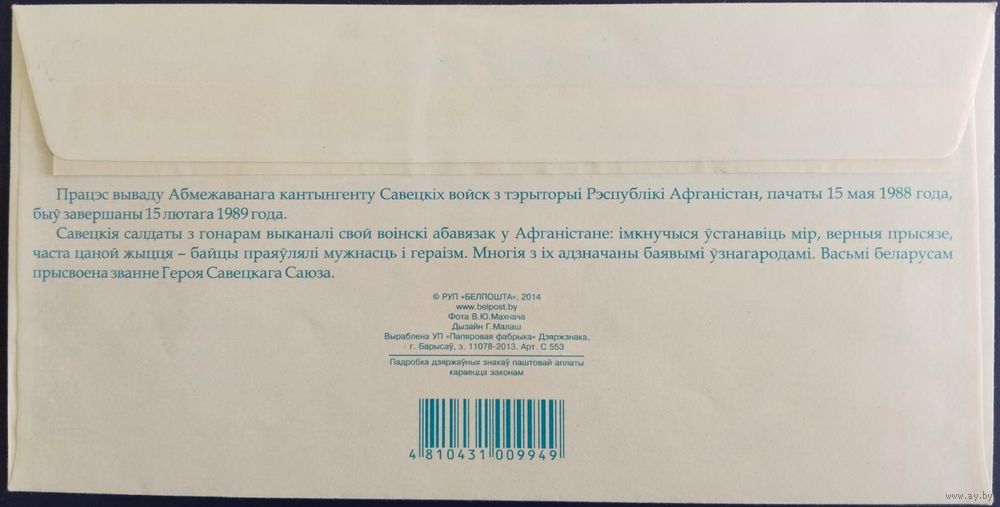 Працэс вываду Абмежаванага кантынгенту Савецкіх войск з тэрыторыі Рэспублікі Афганістан, пачаты 15 мая 1988 года,
быў завершаны 15 лютага 1989 года.
Савецкія салдаты з гонарам выканалі свой воінскі абавязак у Афганістане: імкнучыся ўстанавіць мір, верныя прысязе,
часта цаной жыцця – байцы праяўлялі мужнасць і гераізм. Многія з іх адзначаны баявымі ўзнагародамі. Васьмі беларусам
прысвоена званне Героя Савецкага Саюза.
© РУП «БЕЛПОШТА», 2014
www.belpost.by
Фота В.Ю.Махнача
Дызайн Г.Малаш
Выраблена УП «Папяровая фабрыка» Дзяржзнака,
г. Барысаў, з. 11078-2013. Арт. С 553
Падробка дзяржаўных знакаў паштовай аплаты
караецца законам
4 810431 009949
www.ay.by